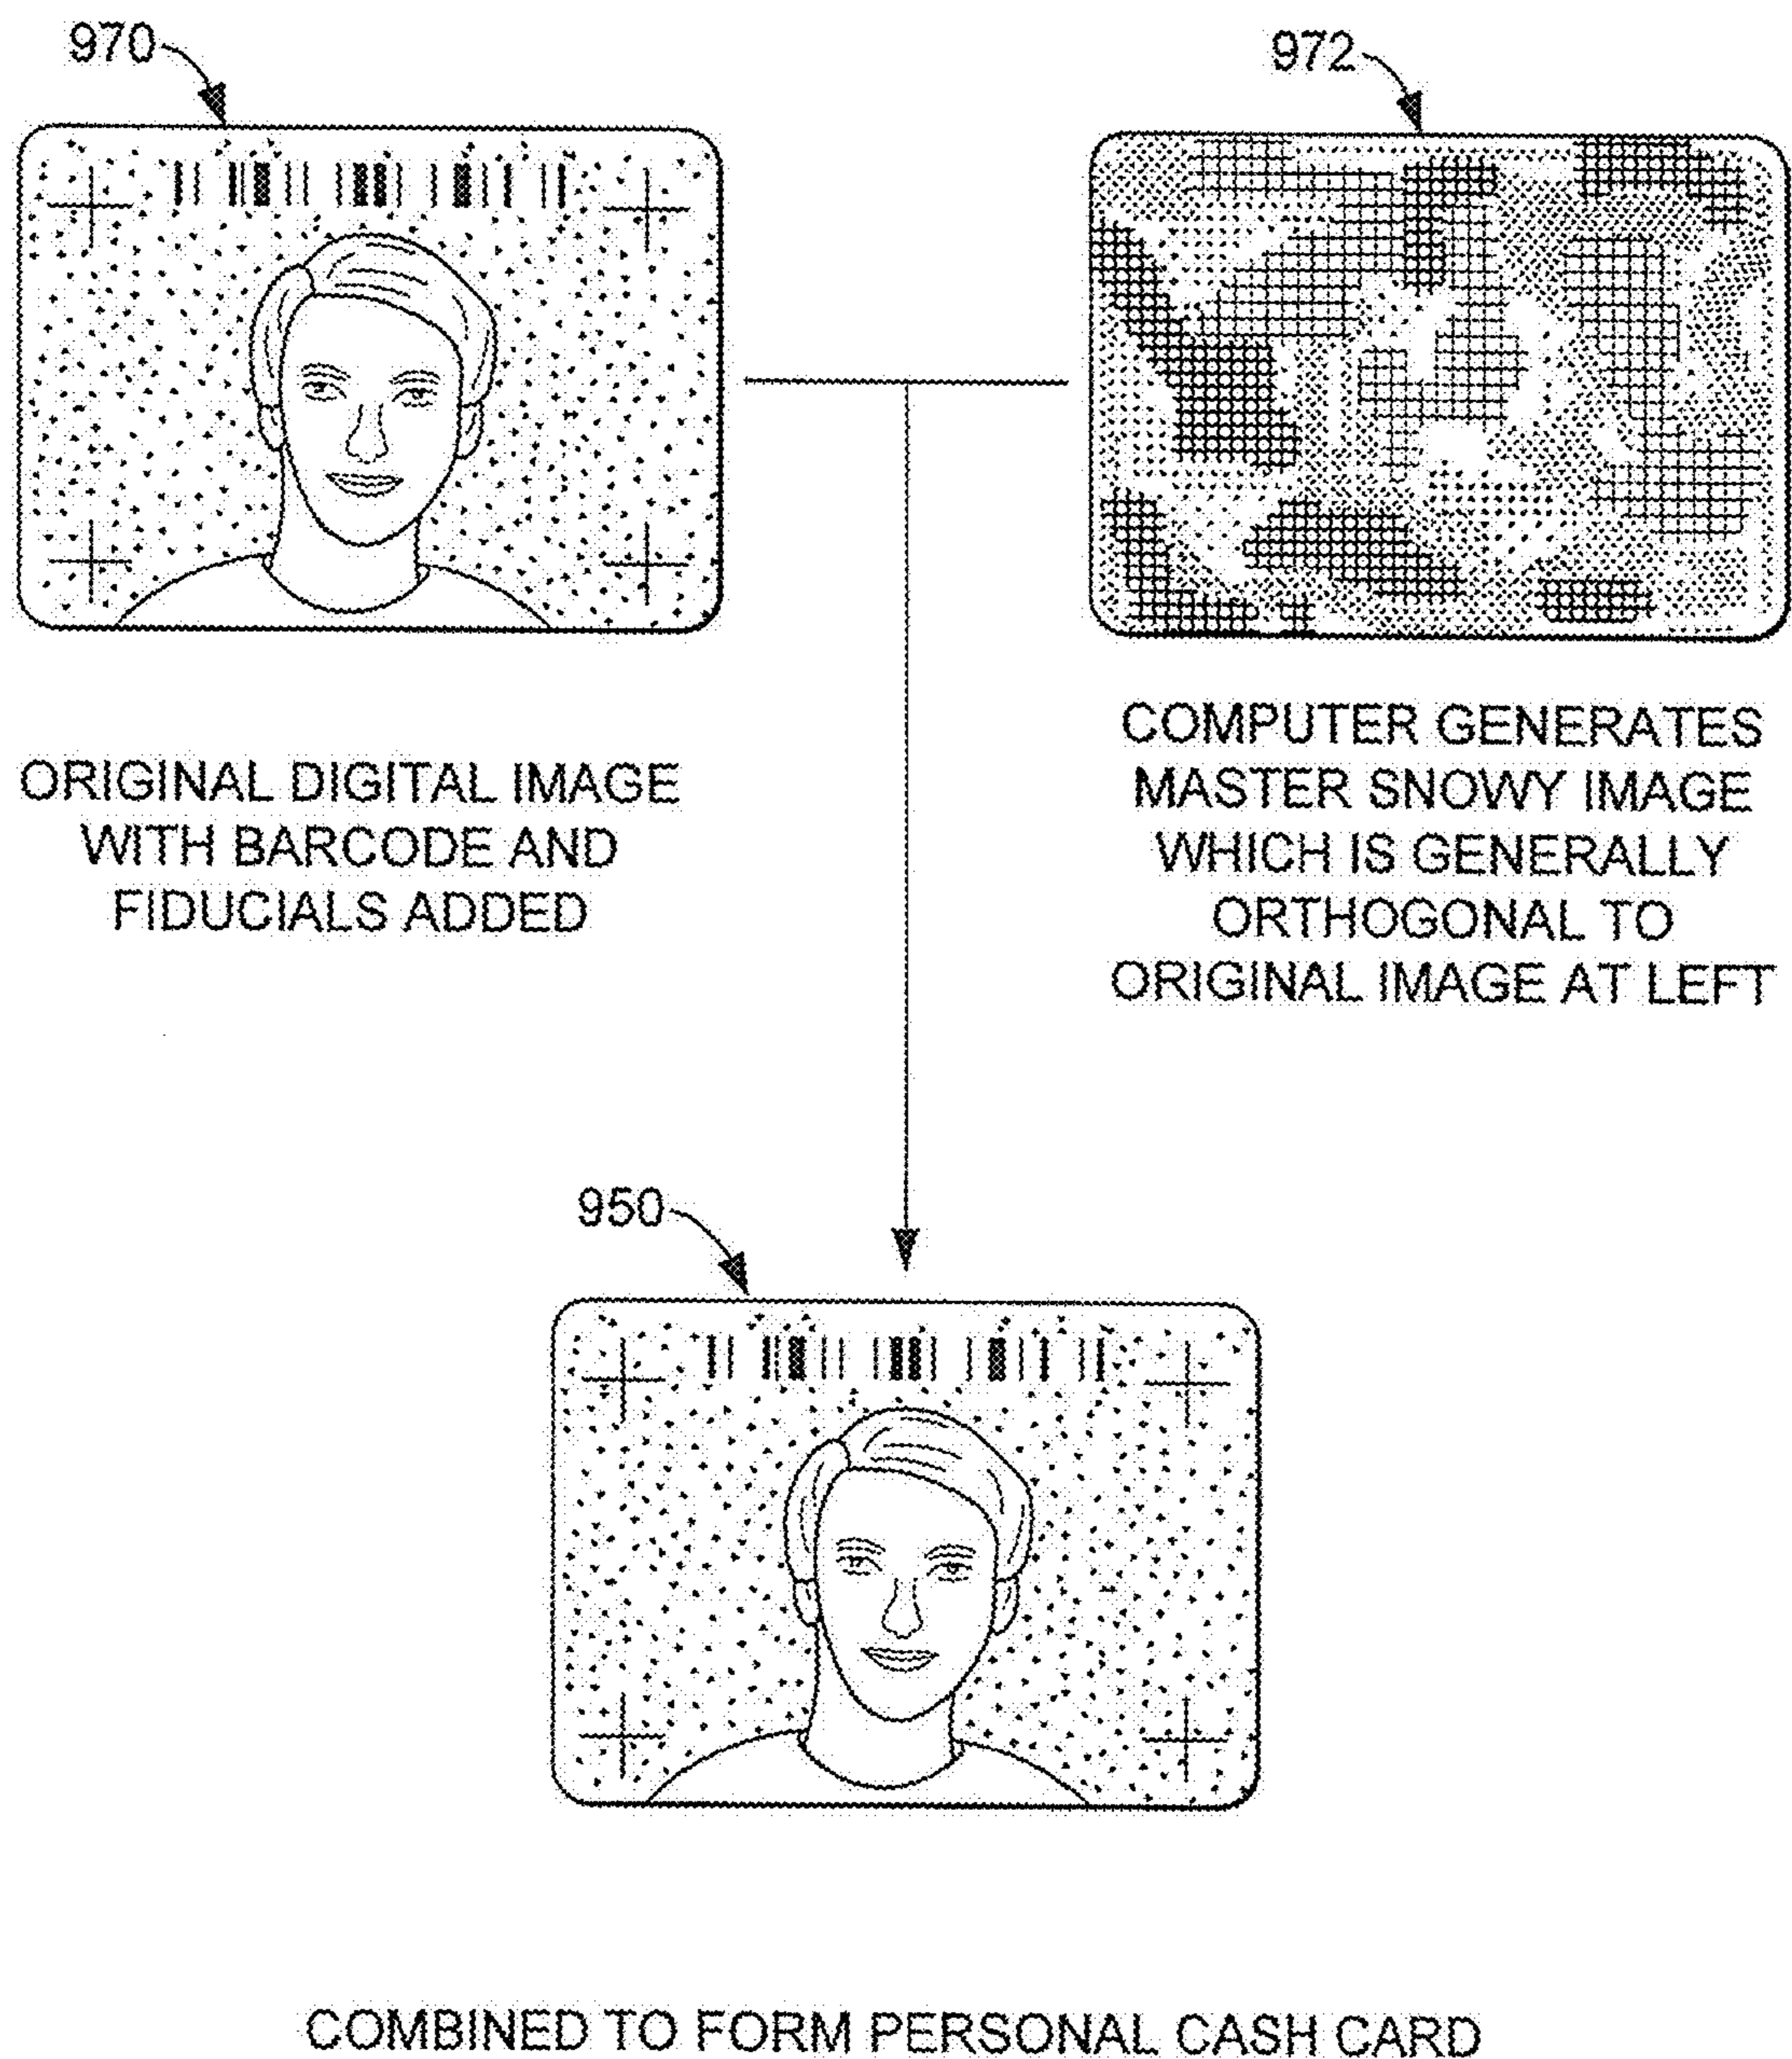 970
972
ORIGINAL DIGITAL IMAGE
WITH BARCODE AND
FIDUCIALS ADDED
COMPUTER GENERATES
MASTER SNOWY IMAGE
WHICH IS GENERALLY
ORTHOGONAL TO
ORIGINAL IMAGE AT LEFT
950
COMBINED TO FORM PERSONAL CASH CARD